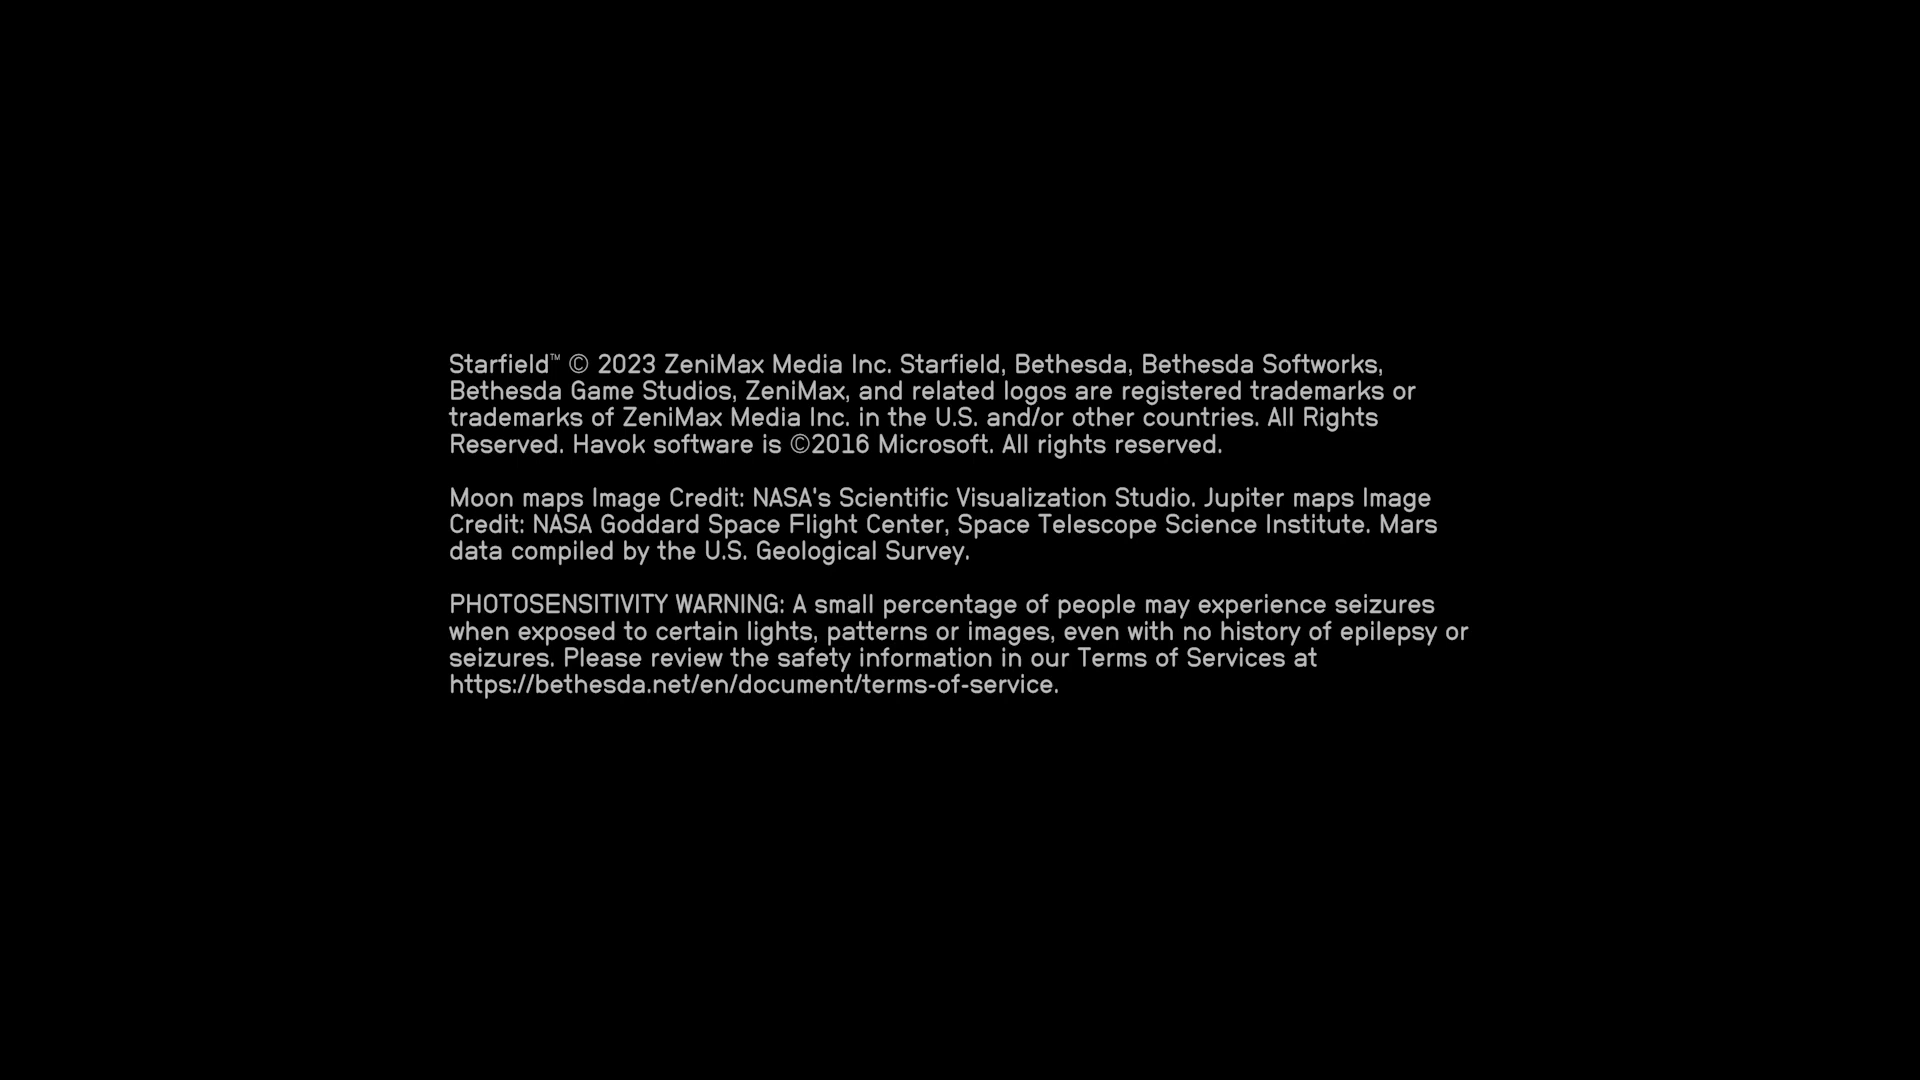 Starfield™ © 2023 ZeniMax Media Inc. Starfield, Bethesda, Bethesda Softworks,
Bethesda Game Studios, ZeniMax, and related logos are registered trademarks or
trademarks of ZeniMax Media Inc. in the U.S. and/or other countries. All Rights
Reserved. Havok software is ©2016 Microsoft. All rights reserved.
Moon maps Image Credit: NASA's Scientific Visualization Studio. Jupiter maps Image
Credit: NASA Goddard Space Flight Center, Space Telescope Science Institute. Mars
data compiled by the U.S. Geological Survey.
PHOTOSENSITIVITY WARNING: A small percentage of people may experience seizures
when exposed to certain lights, patterns or images, even with no history of epilepsy or
seizures. Please review the safety information in our Terms of Services at
https://bethesda.net/en/document/terms-of-service.